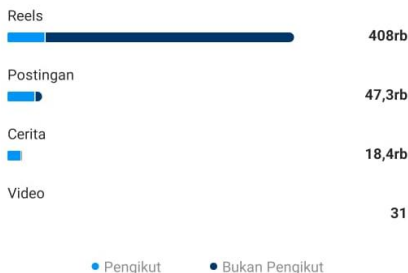 Reels
408rb
Postingan
47,3rb
Cerita
18,4rb
Video
31
Pengikut
Bukan Pengikut